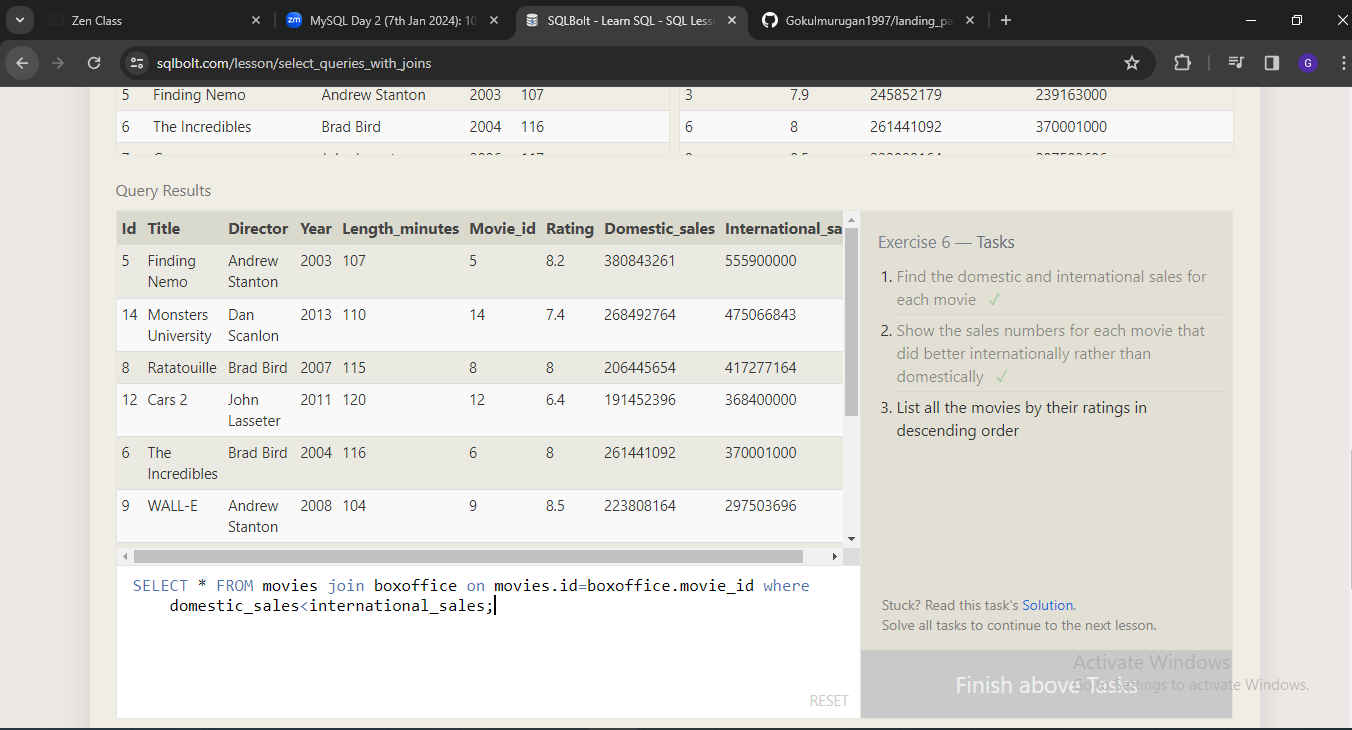 Zen Class
MySQL Day 2 (7th Jan 2024): 10
SQLBolt - Learn SQL - SQL Less
Gokulmurugan1997/landing_pa
sqlbolt.com/lesson/select_queries_with_joins
G
5 Finding Nemo Andrew Stanton 2003 107
3 7.9 245852179 239163000
6 The Incredibles Brad Bird 2004 116
6 8 261441092 370001000
Query Results
Id Title Director Year Length_minutes Movie_id Rating Domestic_sales International_sa
5 Finding Nemo Andrew Stanton 2003 107 5 8.2 380843261 555900000
14 Monsters University Dan Scanlon 2013 110 14 7.4 268492764 475066843
8 Ratatouille Brad Bird 2007 115 8 8 206445654 417277164
12 Cars 2 John Lasseter 2011 120 12 6.4 191452396 368400000
6 The Incredibles Brad Bird 2004 116 6 8 261441092 370001000
9 WALL-E Andrew Stanton 2008 104 9 8.5 223808164 297503696
SELECT * FROM movies join boxoffice on movies.id=boxoffice.movie_id where
domestic_sales<international_sales;
RESET
Exercise 6 — Tasks
1. Find the domestic and international sales for
each movie ✓
2. Show the sales numbers for each movie that
did better internationally rather than
domestically ✓
3. List all the movies by their ratings in
descending order
Stuck? Read this task's Solution.
Solve all tasks to continue to the next lesson.
Finish above Tasks
Activate Windows
Go to Settings to activate Windows.